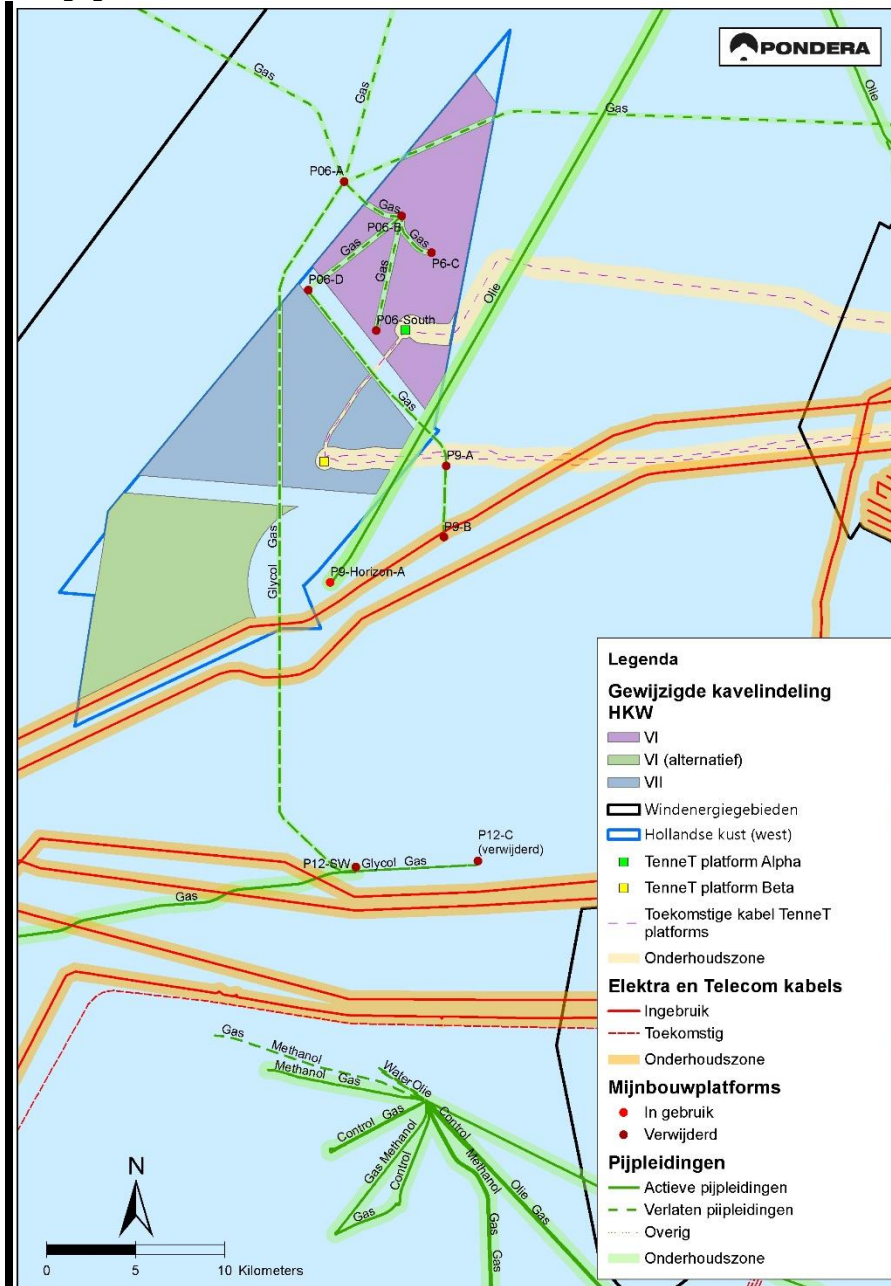 PONDERA
Gas
Gas
Gas
Olie
P06-A
Gas
P06-B
Gas
Gas
P6-C
Gas
P06-D
Olie
P06-South
Gas
P9-A
P9-B
Gas
Glycol
P9-Horizon-A
P12-C
(verwijderd)
P12-SW
Glycol Gas
Gas
Gas
Methanol
Methanol Gas
Water Olie
Control Gas
Gas Methanol
Control
Gas
Control
Methanol
Olie Gas
Gas
Gas
N
0 5 10 Kilometers
Legenda
Gewijzigde kavelindeling
HKW
VI
VI (alternatief)
VII
Windenergiegebieden
Hollandse kust (west)
TenneT platform Alpha
TenneT platform Beta
Toekomstige kabel TenneT
platforms
Onderhoudszone
Elektra en Telecom kabels
Ingebruik
Toekomstig
Onderhoudszone
Mijnbouwplatforms
In gebruik
Verwijderd
Pijpleidingen
Actieve pijpleidingen
Verlaten pijpleidingen
Overig
Onderhoudszone